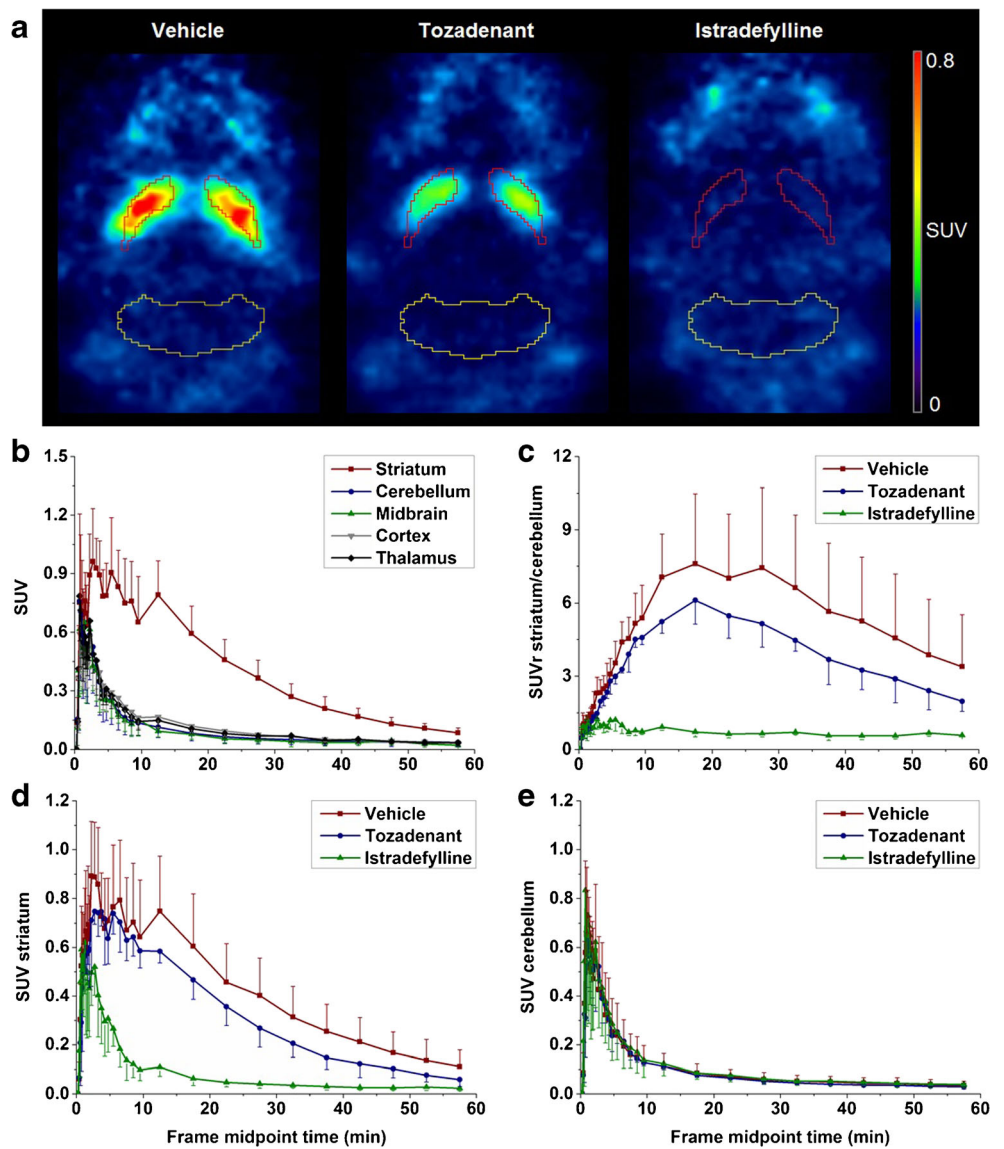 a
Vehicle Tozadenant Istradefylline
0.8
SUV
0
b
1.5
1.2
0.9
0.6
0.3
0.0
SUV
Striatum
Cerebellum
Midbrain
Cortex
Thalamus
0 10 20 30 40 50 60
c
12
9
6
3
0
SUVr striatum/cerebellum
Vehicle
Tozadenant
Istradefylline
0 10 20 30 40 50 60
d
1.2
1.0
0.8
0.6
0.4
0.2
0.0
SUV striatum
Vehicle
Tozadenant
Istradefylline
0 10 20 30 40 50 60
Frame midpoint time (min)
e
1.2
1.0
0.8
0.6
0.4
0.2
0.0
SUV cerebellum
Vehicle
Tozadenant
Istradefylline
0 10 20 30 40 50 60
Frame midpoint time (min)